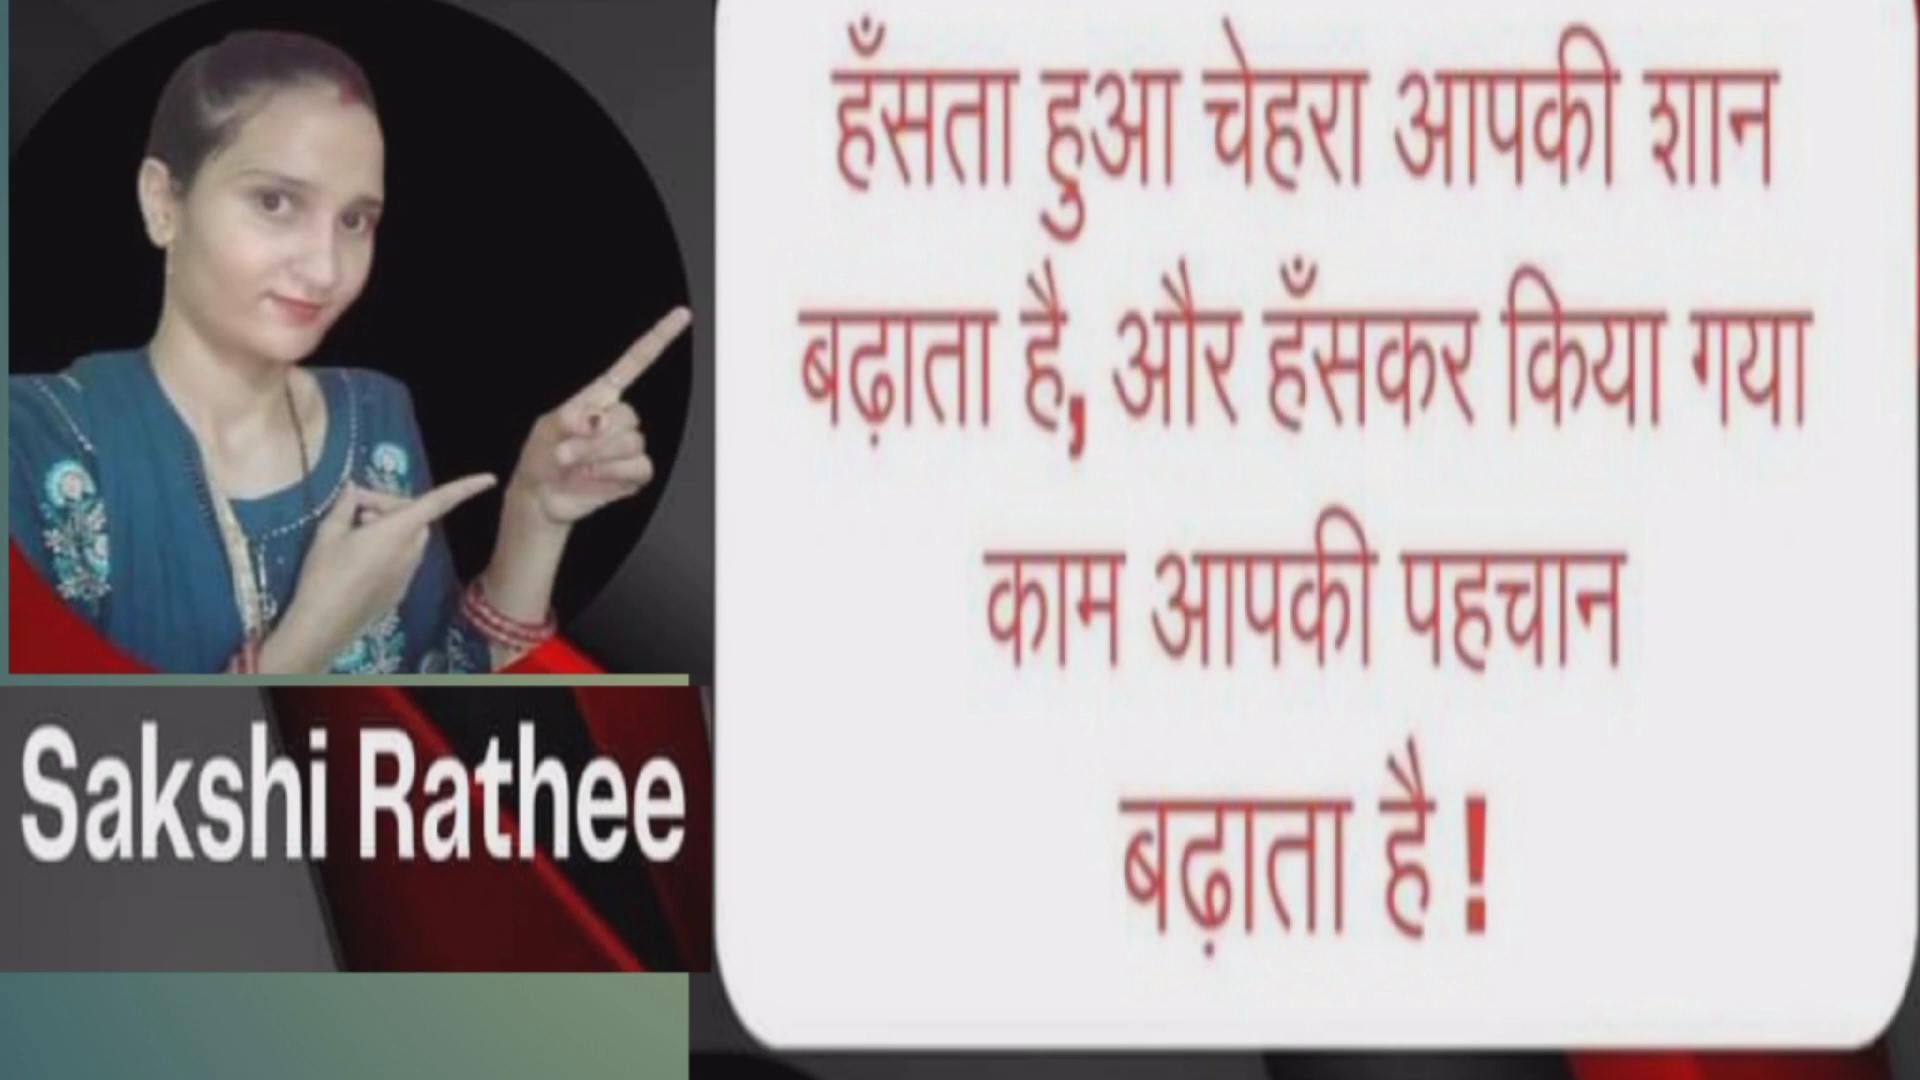 हँसता हुआ चेहरा आपकी शान
बढ़ाता है, और हँसकर किया गया
काम आपकी पहचान
बढ़ाता है !
Sakshi Rathee